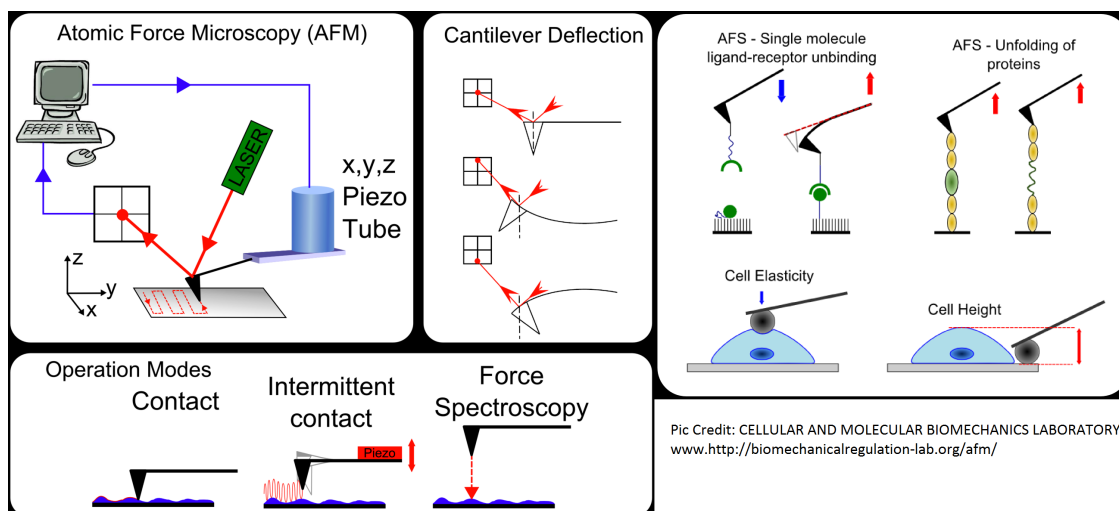 Atomic Force Microscopy (AFM)
LASER
x,y,z
Piezo
Tube
z
y
x
Cantilever Deflection
AFS - Single molecule
ligand-receptor unbinding
AFS - Unfolding of
proteins
Cell Elasticity
Cell Height
Operation Modes
Contact
Intermittent
contact
Piezo
Force
Spectroscopy
Pic Credit: CELLULAR AND MOLECULAR BIOMECHANICS LABORATORY
www.http://biomechanicalregulation-lab.org/afm/